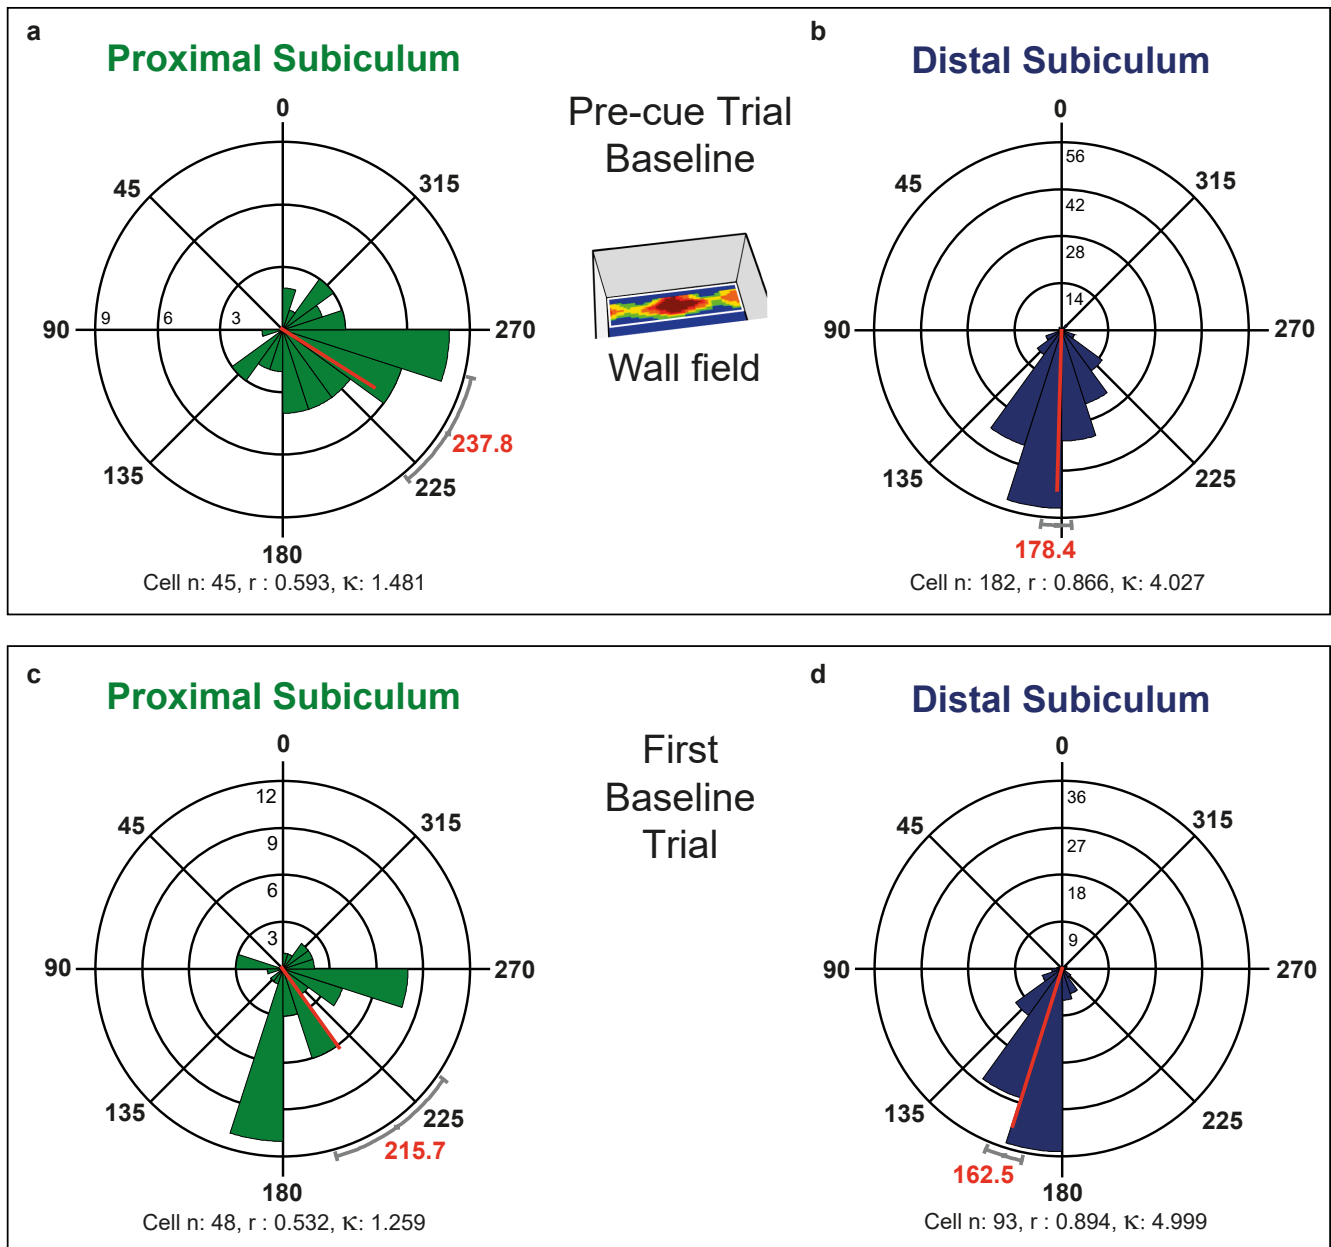 a
Proximal Subiculum
0
45
315
90
9
6
3
270
237.8
135
225
180
Cell n: 45, r : 0.593, κ: 1.481
Pre-cue Trial
Baseline
Wall field
b
Distal Subiculum
0
56
45
315
42
28
14
90
270
135
225
178.4
Cell n: 182, r : 0.866, κ: 4.027
c
Proximal Subiculum
0
12
45
315
9
6
3
90
270
135
225
215.7
180
Cell n: 48, r : 0.532, κ: 1.259
First
Baseline
Trial
d
Distal Subiculum
0
36
45
315
27
18
9
90
270
135
225
162.5
180
Cell n: 93, r : 0.894, κ: 4.999